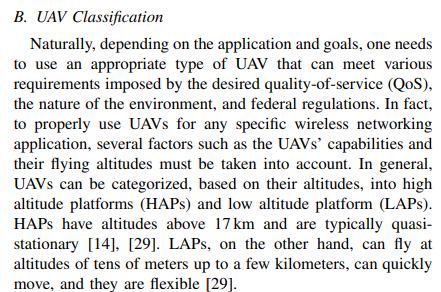 B. UAV Classification
Naturally, depending on the application and goals, one needs
to use an appropriate type of UAV that can meet various
requirements imposed by the desired quality-of-service (QoS),
the nature of the environment, and federal regulations. In fact,
to properly use UAVs for any specific wireless networking
application, several factors such as the UAVs' capabilities and
their flying altitudes must be taken into account. In general,
UAVs can be categorized, based on their altitudes, into high
altitude platforms (HAPs) and low altitude platform (LAPs).
HAPs have altitudes above 17 km and are typically quasi-
stationary [14], [29]. LAPs, on the other hand, can fly at
altitudes of tens of meters up to a few kilometers, can quickly
move, and they are flexible [29].